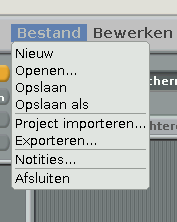 Bestand Bewerken
Nieuw
Openen...
Opslaan
Opslaan als
Project importeren...
Exporteren...
Notities...
Afsluiten